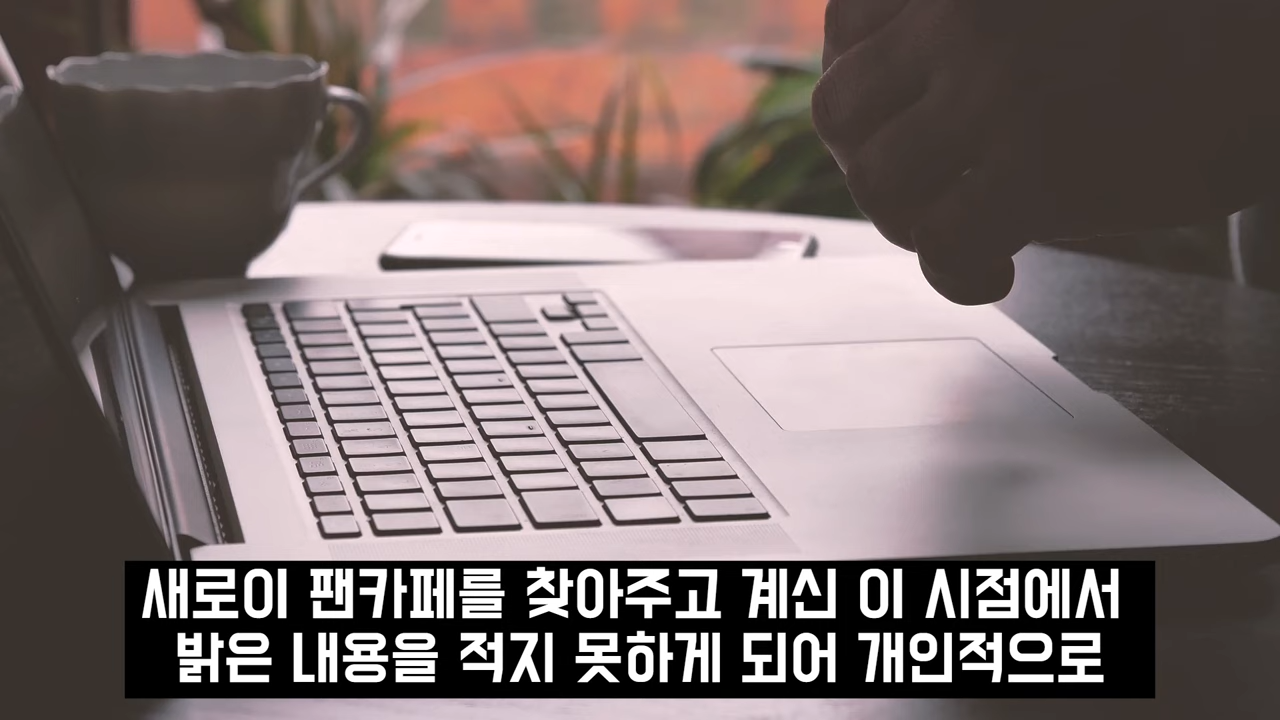 새로이 팬카페를 찾아주고 계신 이 시점에서
밝은 내용을 적지 못하게 되어 개인적으로